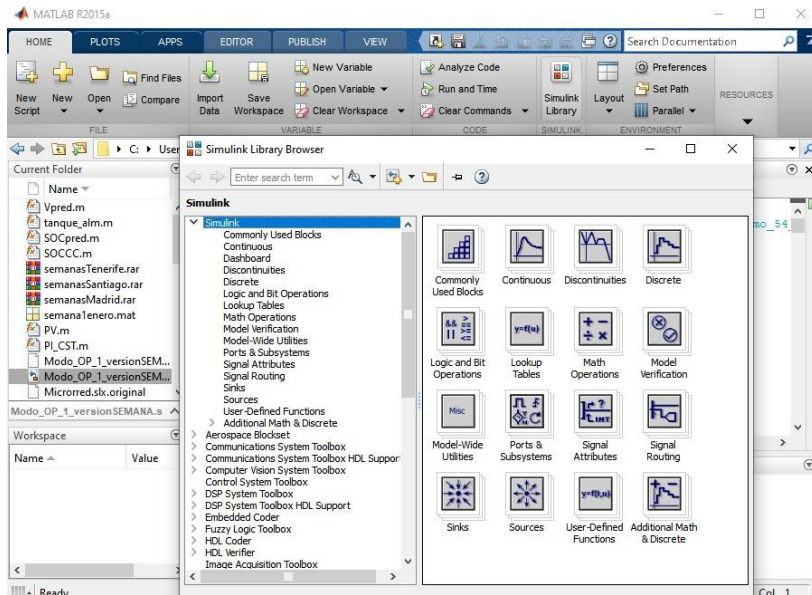 MATLAB R2015a
HOME PLOTS APPS EDITOR PUBLISH VIEW Search Documentation
New Script
New
Open
Find Files
Compare
FILE
Import Data
Save Workspace
New Variable
Open Variable
Clear Workspace
VARIABLE
Analyze Code
Run and Time
Clear Commands
CODE
Simulink Library
SIMULINK
Layout
Preferences
Set Path
Parallel
ENVIRONMENT
RESOURCES
C: User
Current Folder
Name
Vpred.m
tanque_alm.m
SOCpred.m
SOCCC.m
semanasTenerife.rar
semanasSantiago.rar
semanasMadrid.rar
semana1enero.mat
PV.m
PI_CST.m
Modo_OP_1_versionSEM...
Modo_OP_1_versionSEM...
Microrred.slx.original
Modo_OP_1_versionSEMANA.s
Workspace
Name Value
Ready
Simulink Library Browser
Enter search term
Simulink
Simulink
Commonly Used Blocks
Continuous
Dashboard
Discontinuities
Discrete
Logic and Bit Operations
Lookup Tables
Math Operations
Model Verification
Model-Wide Utilities
Ports & Subsystems
Signal Attributes
Signal Routing
Sinks
Sources
User-Defined Functions
Additional Math & Discrete
Aerospace Blockset
Communications System Toolbox
Communications System Toolbox HDL Suppor
Computer Vision System Toolbox
Control System Toolbox
DSP System Toolbox
DSP System Toolbox HDL Support
Embedded Coder
Fuzzy Logic Toolbox
HDL Coder
HDL Verifier
Image Acquisition Toolbox
Commonly Used Blocks
Continuous
Discontinuities
Discrete
Logic and Bit Operations
y=f(u)
Lookup Tables
Math Operations
Model Verification
Misc
Model-Wide Utilities
Ports & Subsystems
Signal Attributes
Signal Routing
Sinks
Sources
y=f(t,u)
User-Defined Functions
Additional Math & Discrete
mo_54_
Col 1